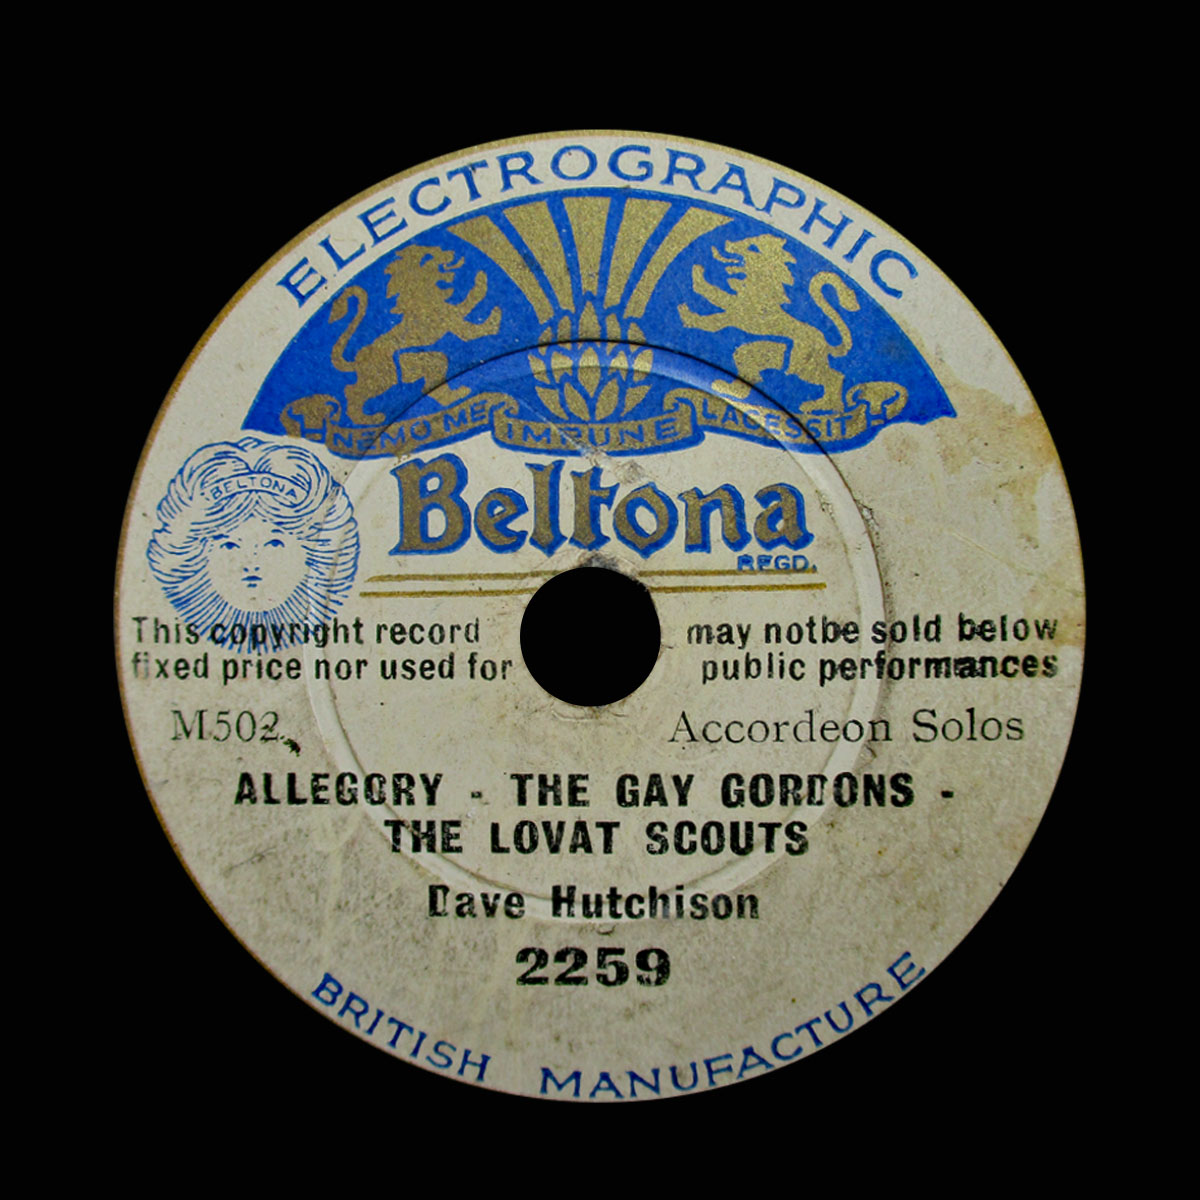 ELECTROGRAPHIC
NEMO ME IMPUNE LACESSIT
BELTONA
Beltona
REGD.
This copyright record may notbe sold below
fixed price nor used for public performances
M502. Accordeon Solos
ALLEGORY - THE GAY GORDONS -
THE LOVAT SCOUTS
Dave Hutchison
2259
BRITISH MANUFACTURE